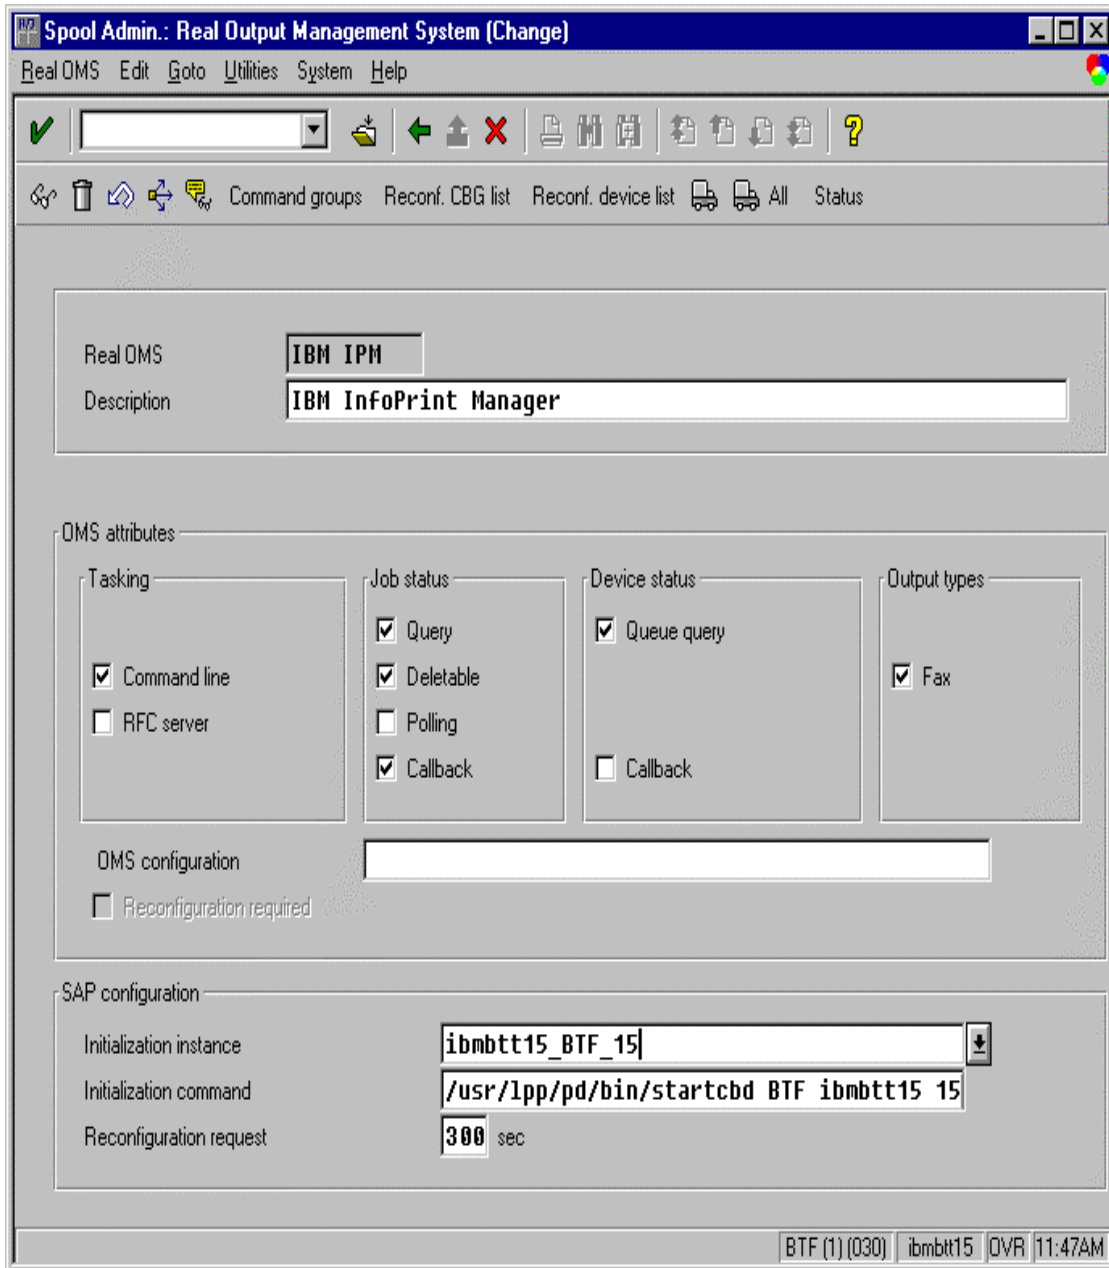 Spool Admin.: Real Output Management System (Change)
Real OMS Edit Goto Utilities System Help
Command groups Reconf. CBG list Reconf. device list All Status
Real OMS IBM IPM
Description IBM InfoPrint Manager
OMS attributes
Tasking Job status Device status Output types
Query Queue query
Command line Deletable Fax
RFC server Polling
Callback Callback
OMS configuration
Reconfiguration required
SAP configuration
Initialization instance ibmbtt15_BTF_15
Initialization command /usr/lpp/pd/bin/startcbd BTF ibmbtt15 15
Reconfiguration request 300 sec
BTF (1) (030) ibmbtt15 OVR 11:47AM